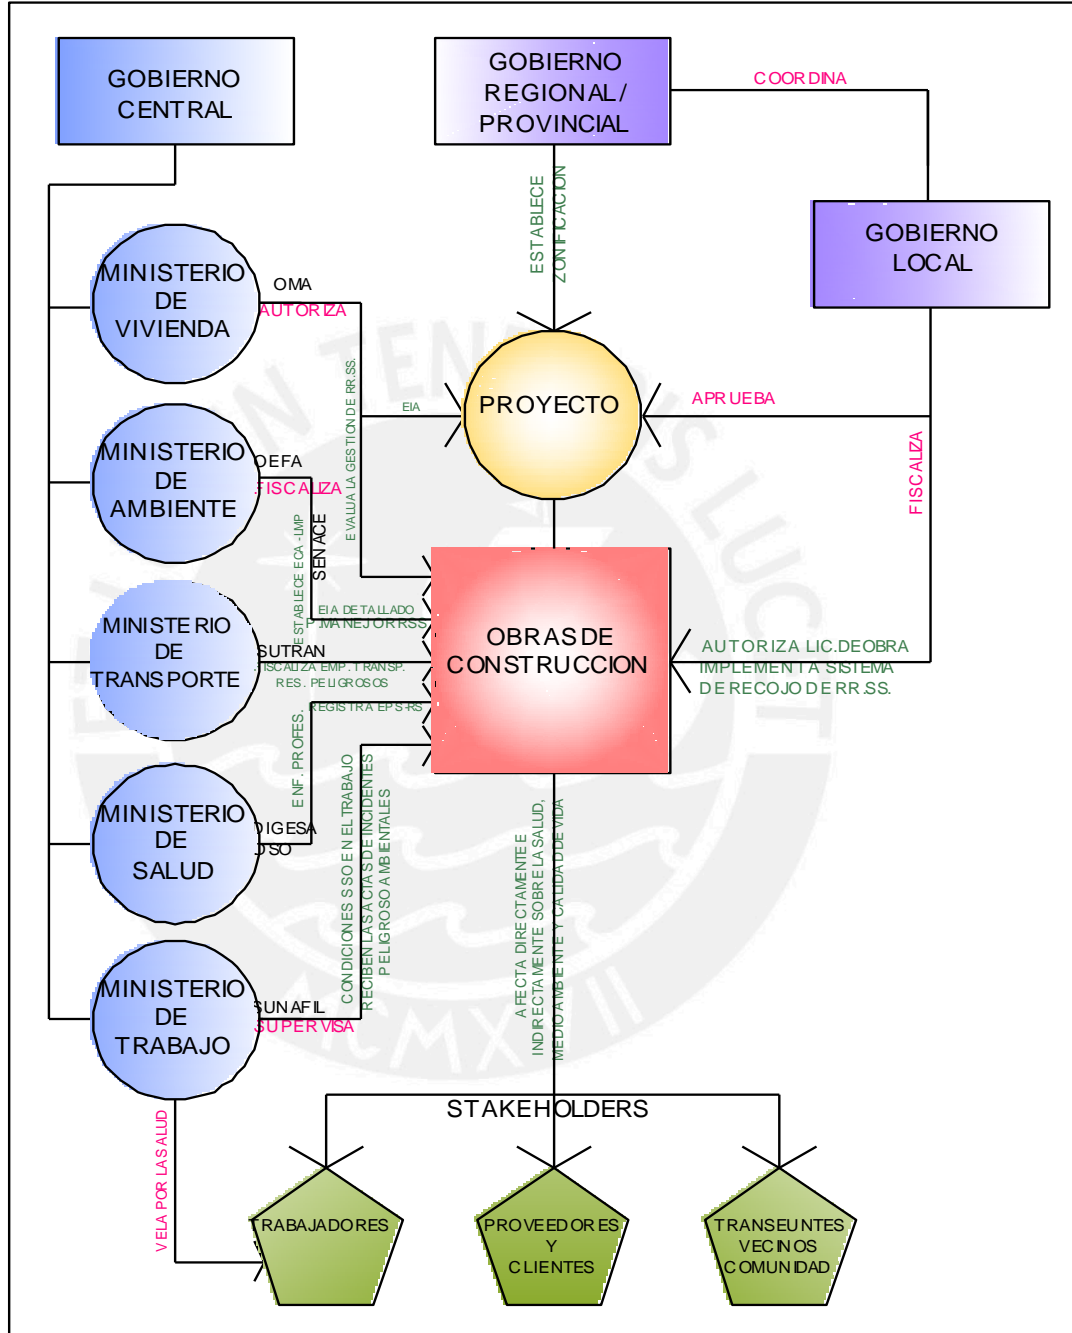 GOBIERNO
CENTRAL
GOBIERNO
REGIONAL/
PROVINCIAL
COORDINA
GOBIERNO
LOCAL
ESTABLECE
ZONIFICACION
MINISTERIO
DE
VIVIENDA
OMA
AUTORIZA
EVALUA LA GESTION DE RR.SS.
EIA
PROYECTO
APRUEBA
FISCALIZA
MINISTERIO
DE
AMBIENTE
OEFA
FISCALIZA
ESTABLECE ECA -LMP
SENACE
EIA DETALLADO
P.MANEJO RRSS
MINISTERIO
DE
TRANSPORTE
SUTRAN
FISCALIZA EMP. TRANSP.
RES. PELIGROSOS
REGISTRA EPS-RS
OBRAS DE
CONSTRUCCION
AUTORIZA LIC.DE OBRA
IMPLEMENTA SISTEMA
DE RECOJO DE RR.SS.
ENF. PROFES.
MINISTERIO
DE
SALUD
DIGESA
DSO
CONDICIONES SSO EN EL TRABAJO
RECIBEN LAS ACTAS DE INCIDENTES
PELIGROSO AMBIENTALES
AFECTA DIRECTAMENTE E
INDIRECTAMENTE SOBRE LA SALUD,
MEDIO AMBIENTE Y CALIDAD DE VIDA
MINISTERIO
DE
TRABAJO
SUNAFIL
SUPERVISA
VELA POR LA SALUD
STAKEHOLDERS
TRABAJADORES
PROVEEDORES
Y
CLIENTES
TRANSEUNTES
VECINOS
COMUNIDAD
MCMXVII